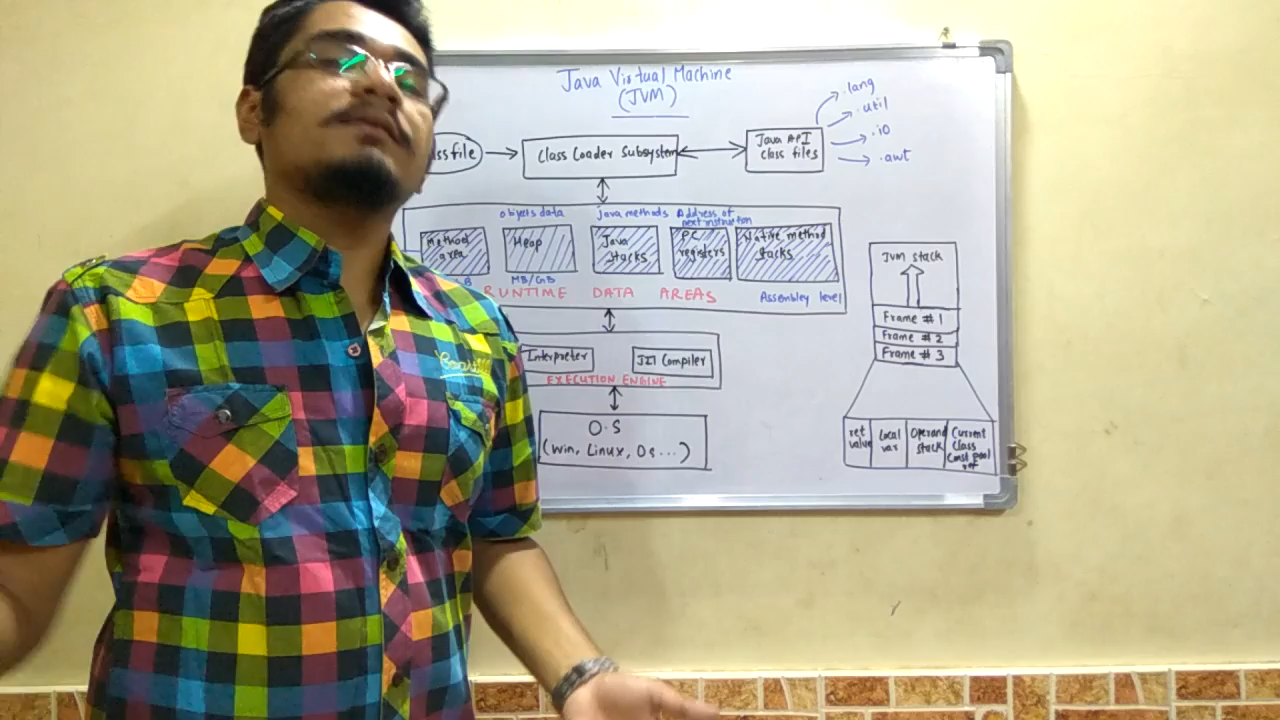 Java Virtual Machine
(JVM)
.lang
.util
.io
.awt
ssfile
Class Loader Subsystem
Java API
class files
objects data
java methods
Address of
next instruction
Method
area
Heap
Java
stacks
PC
registers
Native method
stacks
MB/GB
RUNTIME DATA AREAS
Assembley level
Interpreter
JIT Compiler
EXECUTION ENGINE
O.S
(Win, Linux, Os...)
JVM stack
Frame # 1
Frame # 2
Frame # 3
ret
value
Local
var
Operand
stack
Current
Class
Const pool
ref